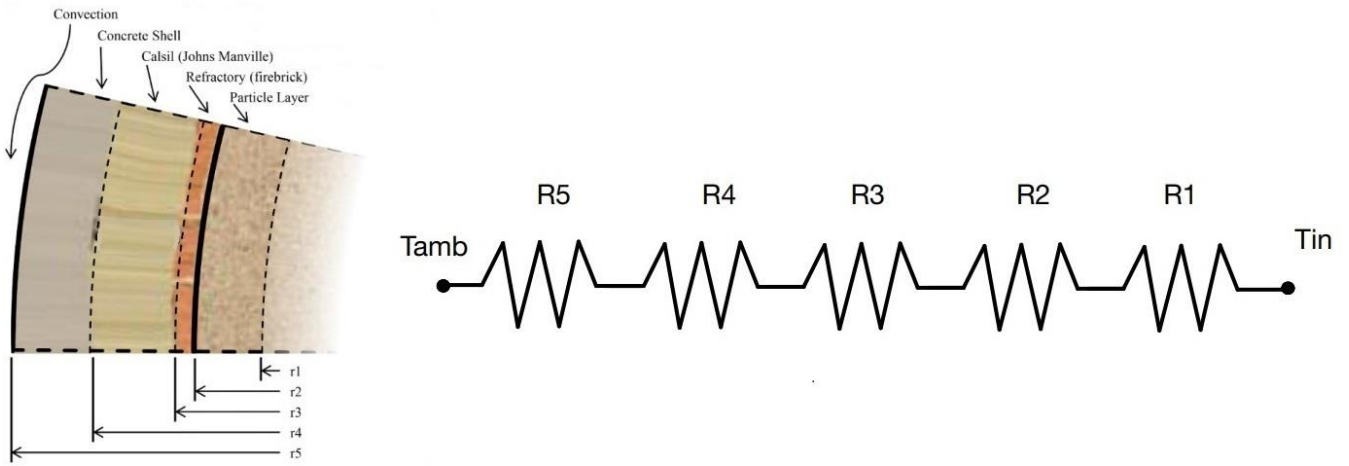 Convection
Concrete Shell
Calsil (Johns Manville)
Refractory (firebrick)
Particle Layer
r1
r2
r3
r4
r5
R5 R4 R3 R2 R1
Tamb
Tin